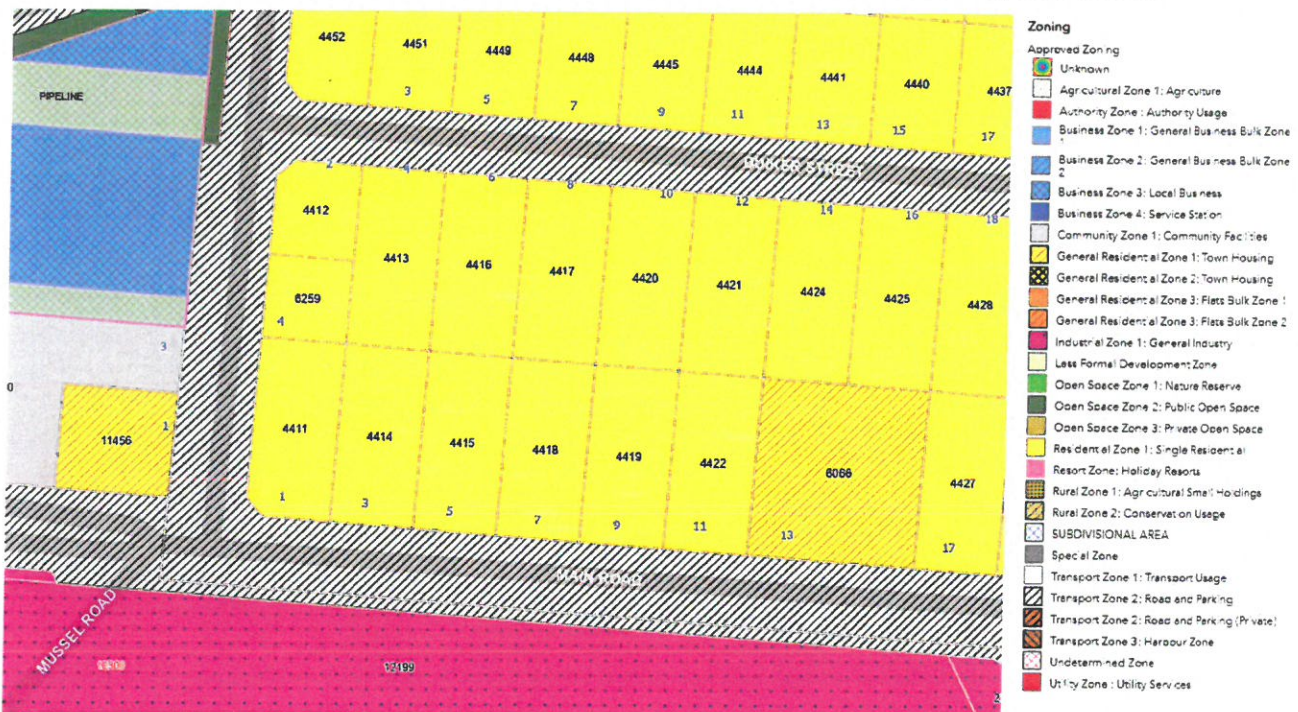 4452 4451 4449 4448 4445 4444 4441 4440 4437
3 5 7 9 11 13 15 17
PIPELINE
BUIKER STREET
2 4 6 8 10 12 14 16 18
4412 4413 4416 4417 4420 4421 4424 4425 4428
6259
4
3
0
11456 1
4411 4414 4415 4418 4419 4422 6066 4427
1 3 5 7 9 11 13 17
MAIN ROAD
MUSSEL ROAD
12199
2
Zoning
Approved Zoning
Unknown
Agricultural Zone 1: Agriculture
Authority Zone : Authority Usage
Business Zone 1: General Business Bulk Zone
1
Business Zone 2: General Business Bulk Zone
2
Business Zone 3: Local Business
Business Zone 4: Service Station
Community Zone 1: Community Facilities
General Residential Zone 1: Town Housing
General Residential Zone 2: Town Housing
General Residential Zone 3: Flats Bulk Zone 1
General Residential Zone 3: Flats Bulk Zone 2
Industrial Zone 1: General Industry
Less Formal Development Zone
Open Space Zone 1: Nature Reserve
Open Space Zone 2: Public Open Space
Open Space Zone 3: Private Open Space
Residential Zone 1: Single Residential
Resort Zone: Holiday Resorts
Rural Zone 1: Agricultural Small Holdings
Rural Zone 2: Conservation Usage
SUBDIVISIONAL AREA
Special Zone
Transport Zone 1: Transport Usage
Transport Zone 2: Road and Parking
Transport Zone 2: Road and Parking (Private)
Transport Zone 3: Harbour Zone
Undetermined Zone
Utility Zone : Utility Services